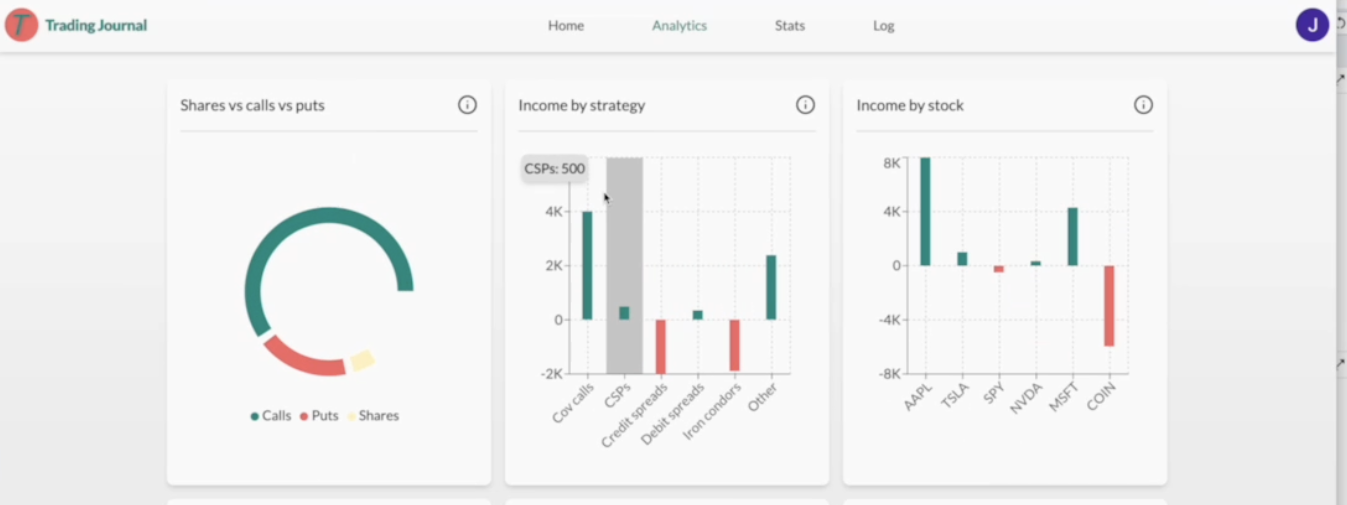 T Trading Journal
Home
Analytics
Stats
Log
J
Shares vs calls vs puts
Calls
Puts
Shares
Income by strategy
CSPs: 500
4K
2K
0
-2K
Cov calls
CSPs
Credit spreads
Debit spreads
Iron condors
Other
Income by stock
8K
4K
0
-4K
-8K
AAPL
TSLA
SPY
NVDA
MSFT
COIN